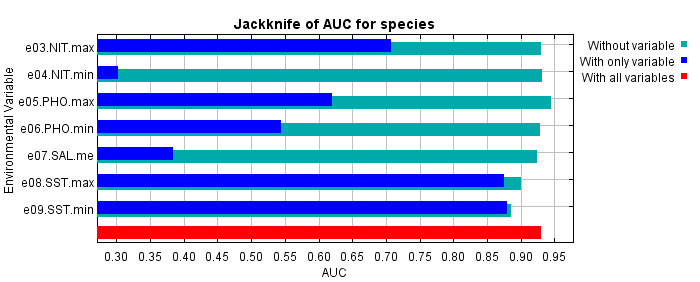 Jackknife of AUC for species
Without variable
With only variable
With all variables
Environmental Variable
e03.NIT.max
e04.NIT.min
e05.PHO.max
e06.PHO.min
e07.SAL.me
e08.SST.max
e09.SST.min
0.30 0.35 0.40 0.45 0.50 0.55 0.60 0.65 0.70 0.75 0.80 0.85 0.90 0.95
AUC